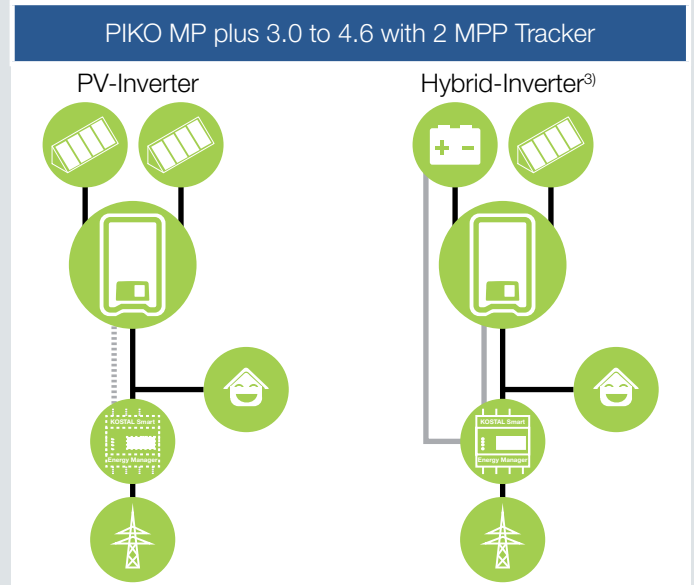 PIKO MP plus 3.0 to 4.6 with 2 MPP Tracker
PV-Inverter
Hybrid-Inverter3)
KOSTAL Smart
Energy Manager
KOSTAL Smart
Energy Manager